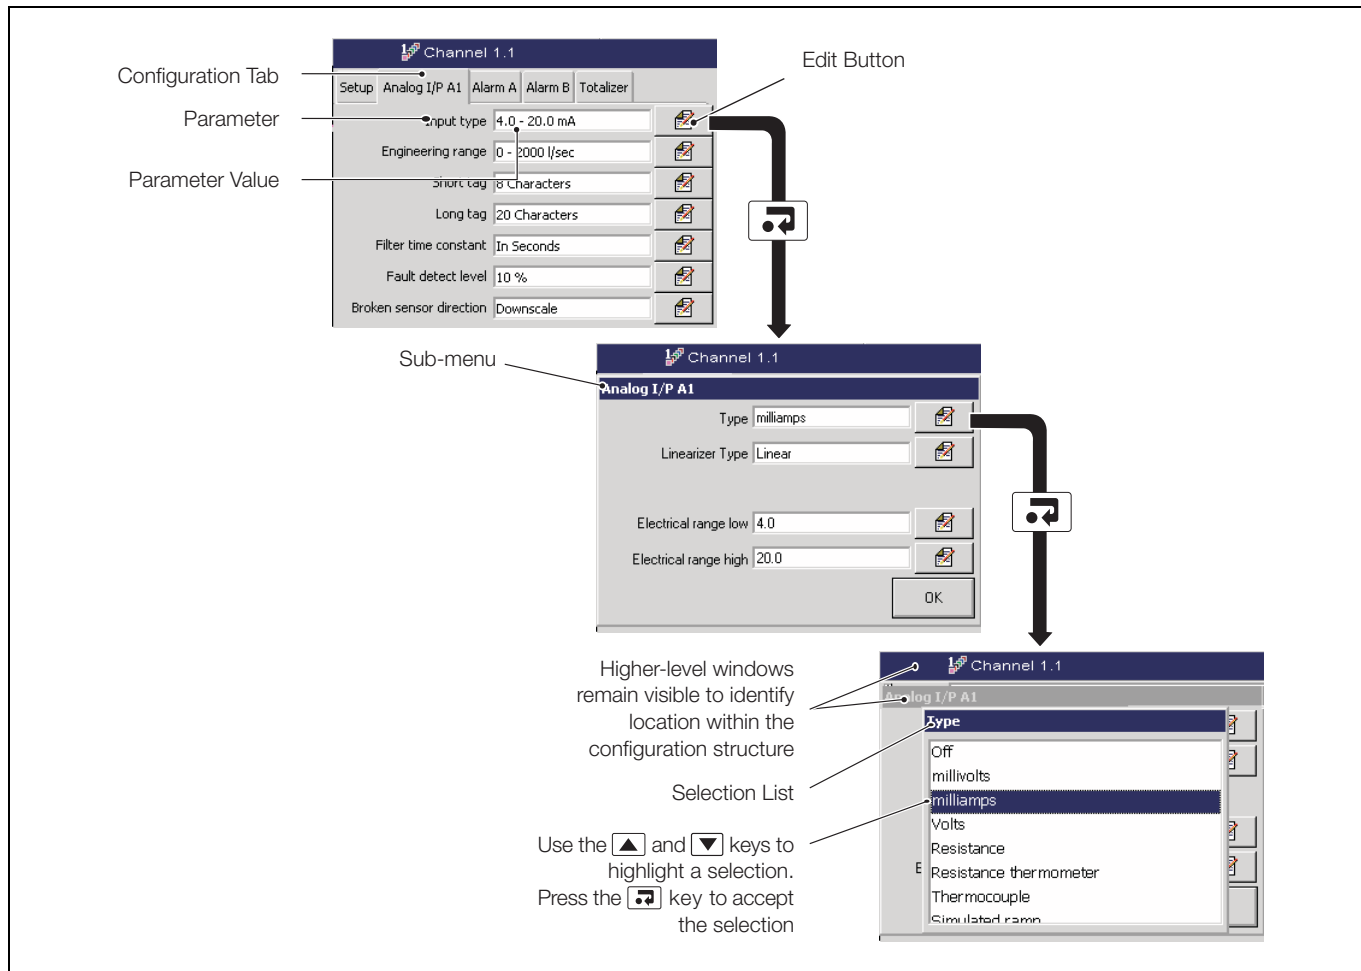 1 Channel 1.1
Edit Button
Configuration Tab
Setup Analog I/P A1 Alarm A Alarm B Totalizer
Parameter
Input type 4.0 - 20.0 mA
Engineering range 0 - 2000 l/sec
Parameter Value
Short tag 8 Characters
Long tag 20 Characters
Filter time constant In Seconds
Fault detect level 10 %
Broken sensor direction Downscale
Sub-menu
1 Channel 1.1
Analog I/P A1
Type milliamps
Linearizer Type Linear
Electrical range low 4.0
Electrical range high 20.0
OK
Higher-level windows
remain visible to identify
location within the
configuration structure
1 Channel 1.1
Analog I/P A1
Type
Off
millivolts
Selection List
milliamps
Volts
Use the ▲ and ▼ keys to
highlight a selection.
Press the key to accept
the selection
Resistance
E
Resistance thermometer
Thermocouple
Simulated ramp